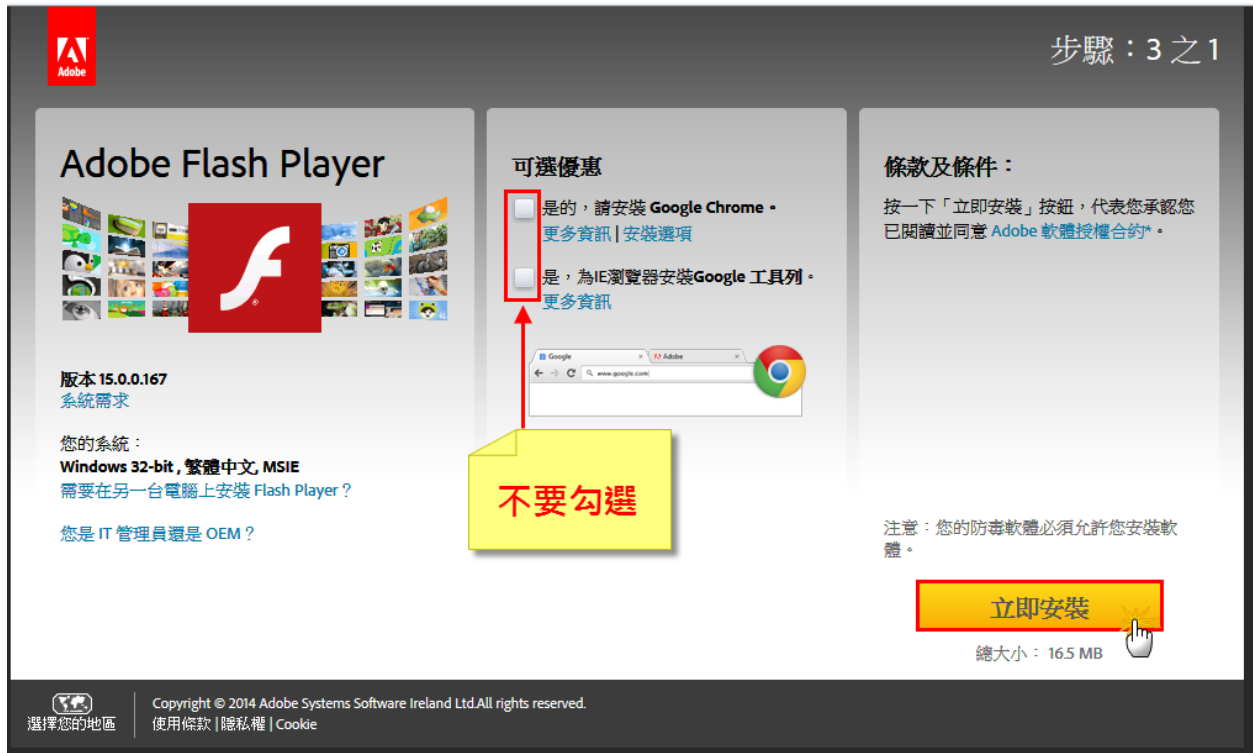 Adobe
步驟：3 之 1
Adobe Flash Player
版本 15.0.0.167
系統需求
您的系統：
Windows 32-bit , 繁體中文, MSIE
需要在另一台電腦上安裝 Flash Player？
您是 IT 管理員還是 OEM？
可選優惠
是的，請安裝 Google Chrome。
更多資訊 | 安裝選項
是，為IE瀏覽器安裝Google 工具列。
更多資訊
Google
Adobe
www.google.com
不要勾選
條款及條件：
按一下「立即安裝」按鈕，代表您承認您
已閱讀並同意 Adobe 軟體授權合約*。
注意：您的防毒軟體必須允許您安裝軟
體。
立即安裝
總大小： 16.5 MB
選擇您的地區
Copyright © 2014 Adobe Systems Software Ireland Ltd.All rights reserved.
使用條款 | 隱私權 | Cookie